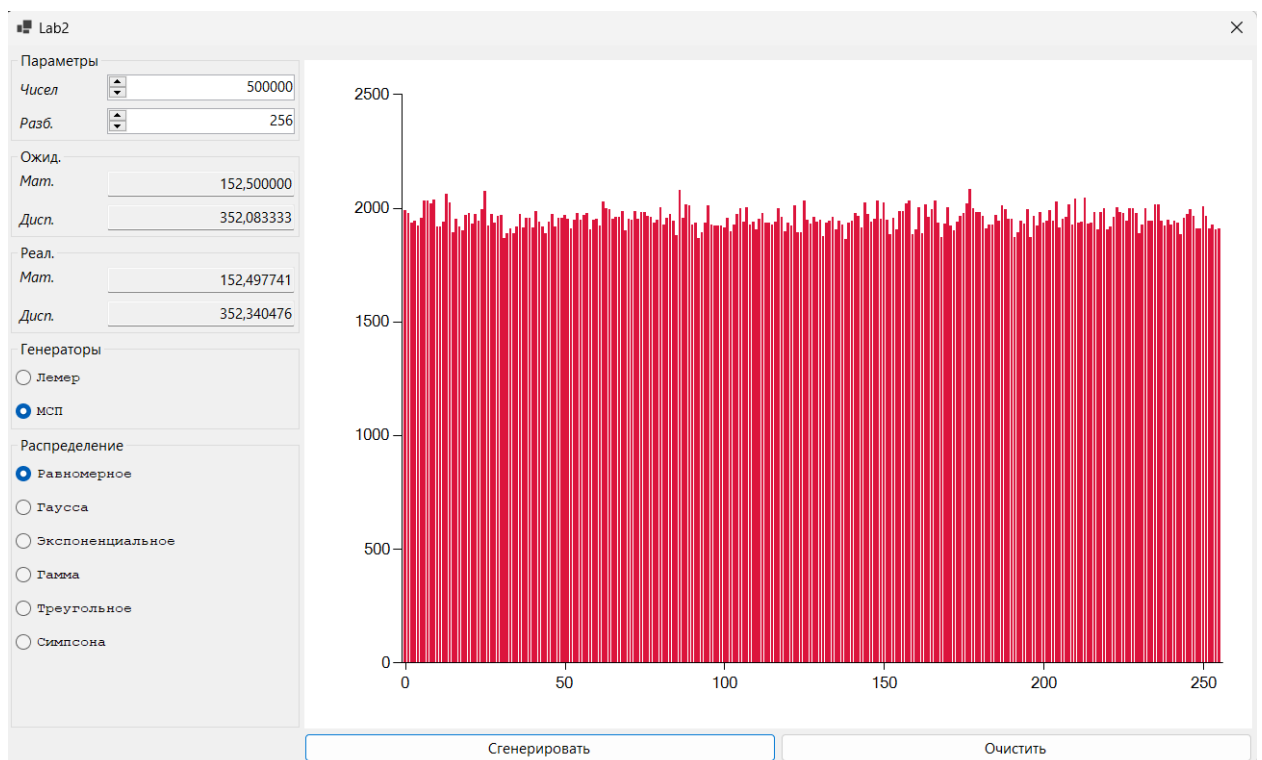 Lab2
Параметры
Чисел 500000
Разб. 256
Ожид.
Мат. 152,500000
Дисп. 352,083333
Реал.
Мат. 152,497741
Дисп. 352,340476
Генераторы
Лемер
МСП
Распределение
Равномерное
Гаусса
Экспоненциальное
Гамма
Треугольное
Симпсона
2500
2000
1500
1000
500
0
0 50 100 150 200 250
Сгенерировать Очистить